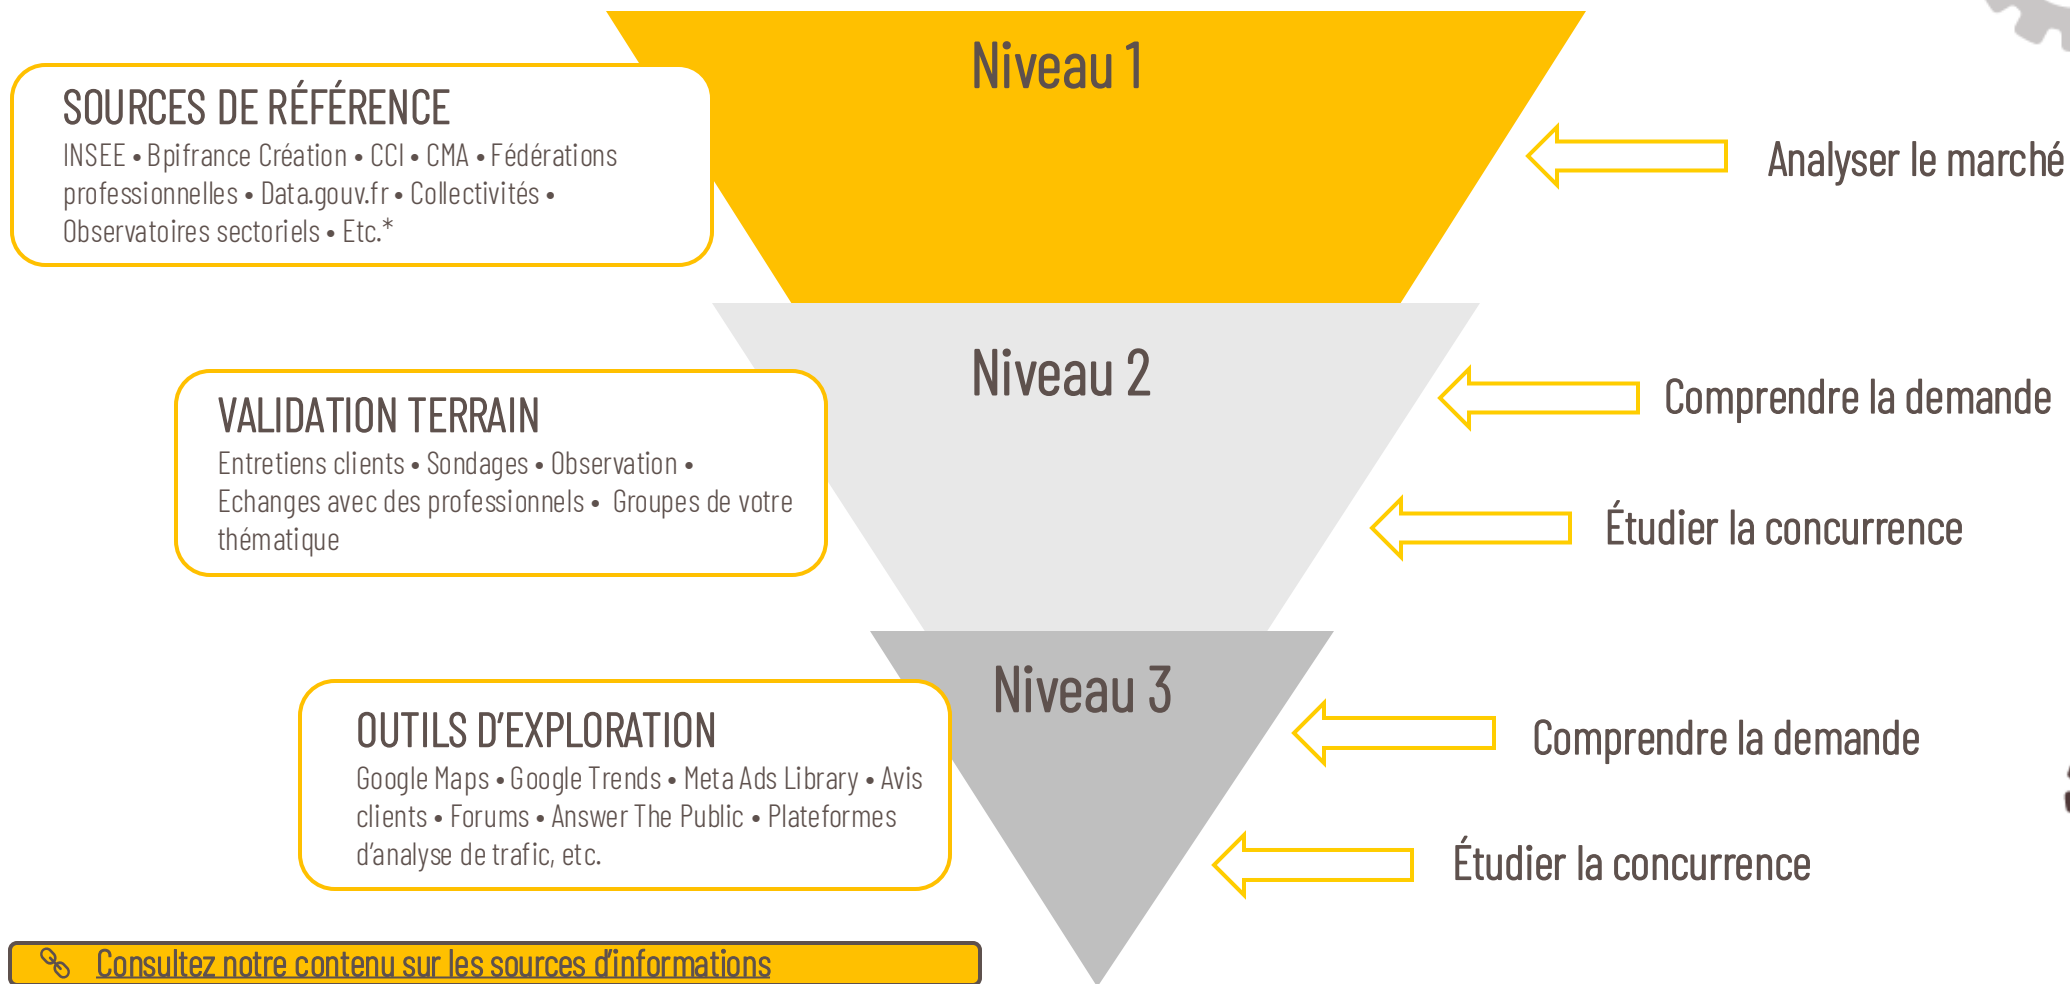 Niveau 1
SOURCES DE RÉFÉRENCE
INSEE • Bpifrance Création • CCI • CMA • Fédérations
professionnelles • Data.gouv.fr • Collectivités •
Observatoires sectoriels • Etc.*
Analyser le marché
Niveau 2
VALIDATION TERRAIN
Entretiens clients • Sondages • Observation •
Echanges avec des professionnels • Groupes de votre
thématique
Comprendre la demande
Étudier la concurrence
Niveau 3
OUTILS D’EXPLORATION
Google Maps • Google Trends • Meta Ads Library • Avis
clients • Forums • Answer The Public • Plateformes
d’analyse de trafic, etc.
Comprendre la demande
Étudier la concurrence
Consultez notre contenu sur les sources d’informations